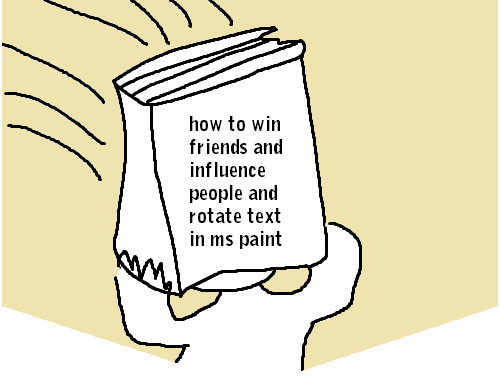 how to win
friends and
influence
people and
rotate text
in ms paint